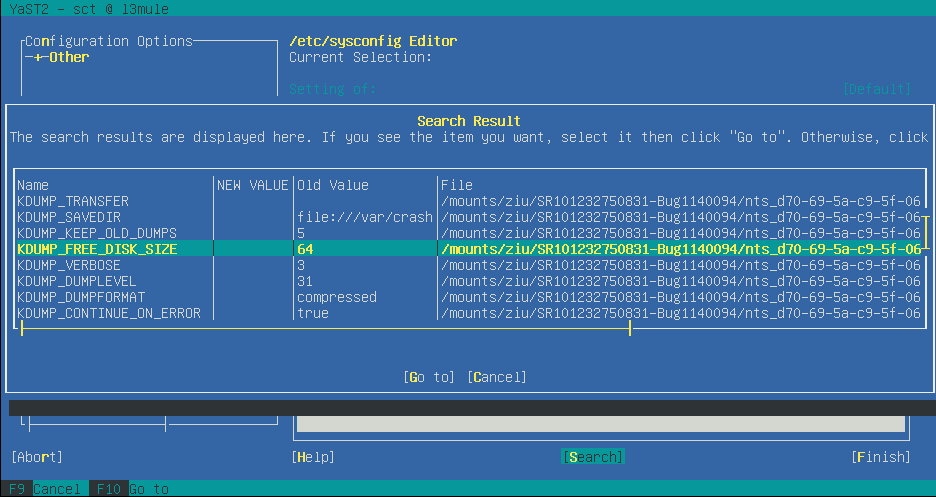 YaST2 - sct @ l3mule
Configuration Options
/etc/sysconfig Editor
-+-Other
Current Selection:
Setting of:
[Default]
Search Result
The search results are displayed here. If you see the item you want, select it then click "Go to". Otherwise, click
Name NEW VALUE Old Value File
KDUMP_TRANSFER /mounts/ziu/SR101232750831-Bug1140094/nts_d70-69-5a-c9-5f-06
KDUMP_SAVEDIR file:///var/crash /mounts/ziu/SR101232750831-Bug1140094/nts_d70-69-5a-c9-5f-06
KDUMP_KEEP_OLD_DUMPS 5 /mounts/ziu/SR101232750831-Bug1140094/nts_d70-69-5a-c9-5f-06
KDUMP_FREE_DISK_SIZE 64 /mounts/ziu/SR101232750831-Bug1140094/nts_d70-69-5a-c9-5f-06
KDUMP_VERBOSE 3 /mounts/ziu/SR101232750831-Bug1140094/nts_d70-69-5a-c9-5f-06
KDUMP_DUMPLEVEL 31 /mounts/ziu/SR101232750831-Bug1140094/nts_d70-69-5a-c9-5f-06
KDUMP_DUMPFORMAT compressed /mounts/ziu/SR101232750831-Bug1140094/nts_d70-69-5a-c9-5f-06
KDUMP_CONTINUE_ON_ERROR true /mounts/ziu/SR101232750831-Bug1140094/nts_d70-69-5a-c9-5f-06
[Go to] [Cancel]
[Abort] [Help] [Search] [Finish]
F9 Cancel F10 Go to